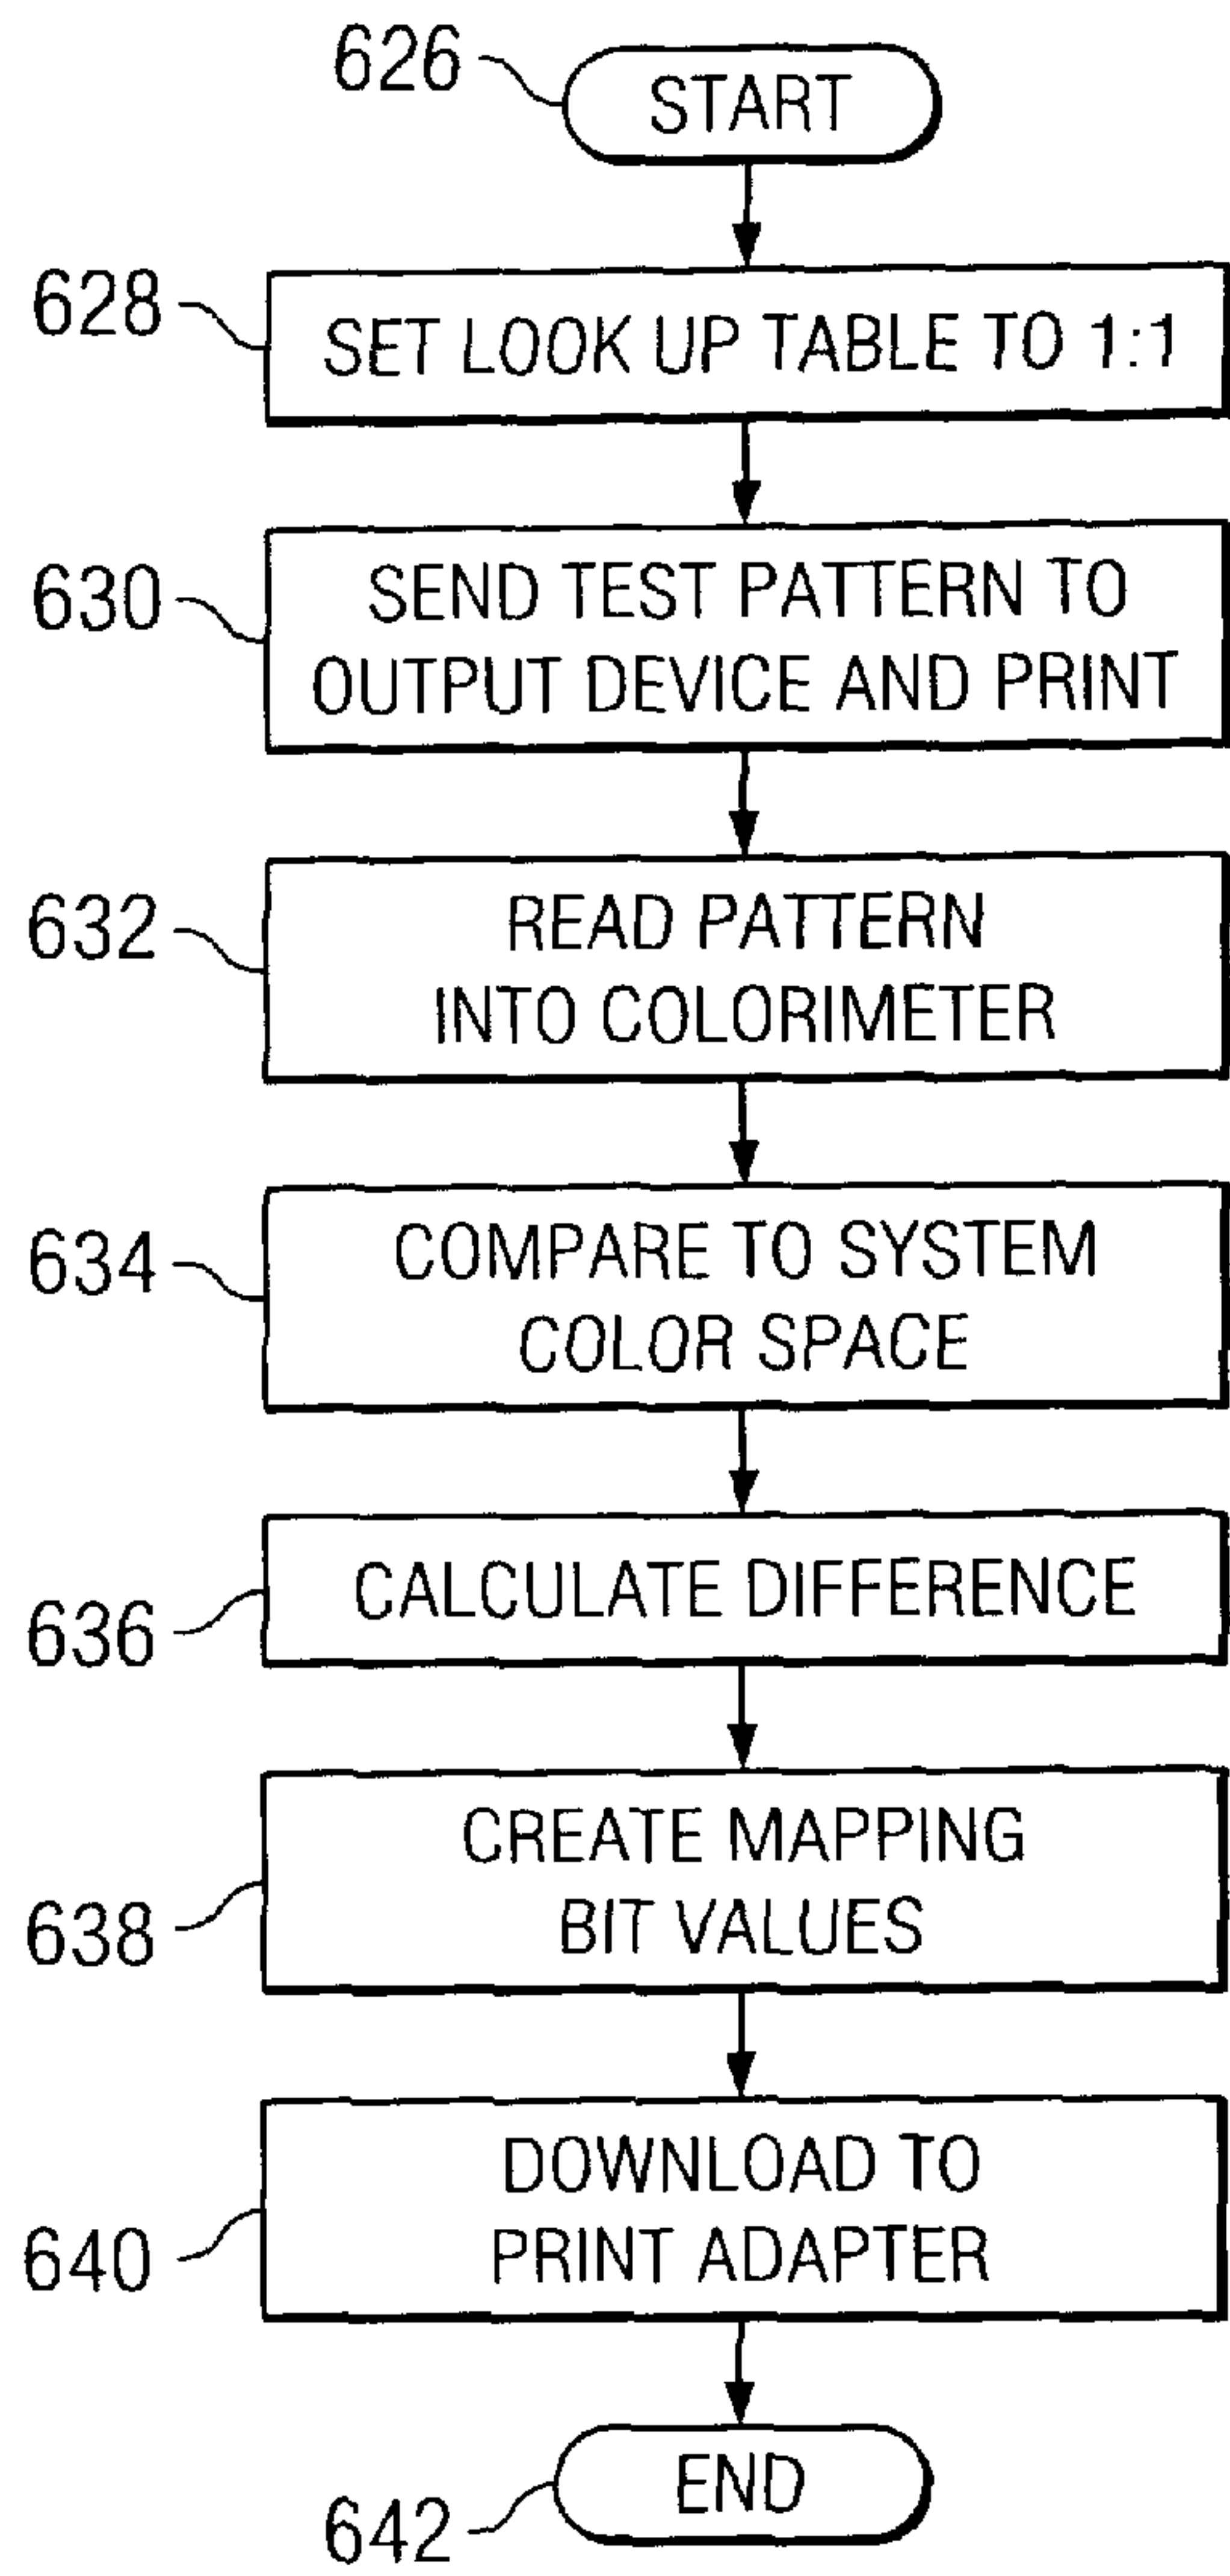 626
START
628
SET LOOK UP TABLE TO 1:1
630
SEND TEST PATTERN TO
OUTPUT DEVICE AND PRINT
632
READ PATTERN
INTO COLORIMETER
634
COMPARE TO SYSTEM
COLOR SPACE
636
CALCULATE DIFFERENCE
638
CREATE MAPPING
BIT VALUES
640
DOWNLOAD TO
PRINT ADAPTER
642
END